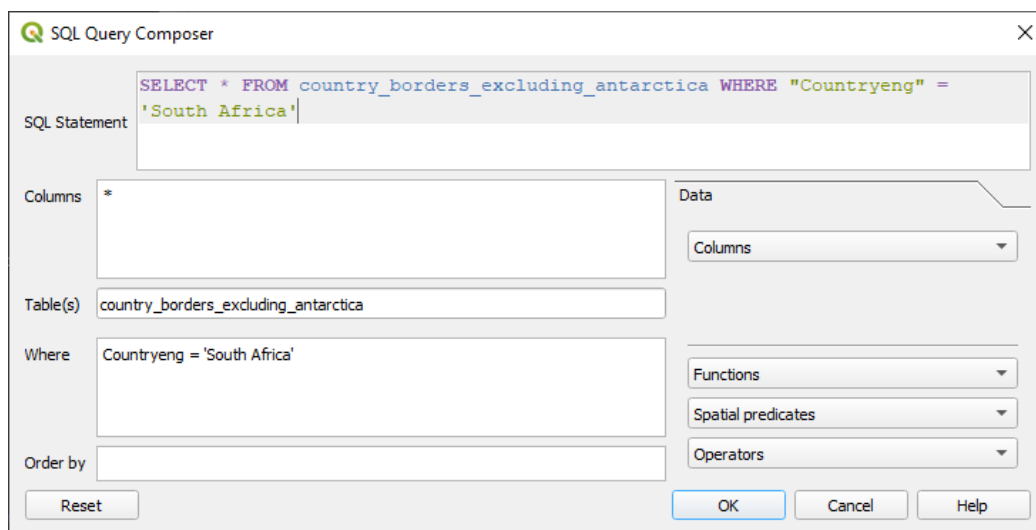 SQL Query Composer
SELECT * FROM country_borders_excluding_antarctica WHERE "Countryeng" =
'South Africa'
SQL Statement
Columns
*
Data
Columns
Table(s)
country_borders_excluding_antarctica
Where
Countryeng = 'South Africa'
Functions
Spatial predicates
Operators
Order by
Reset
OK
Cancel
Help